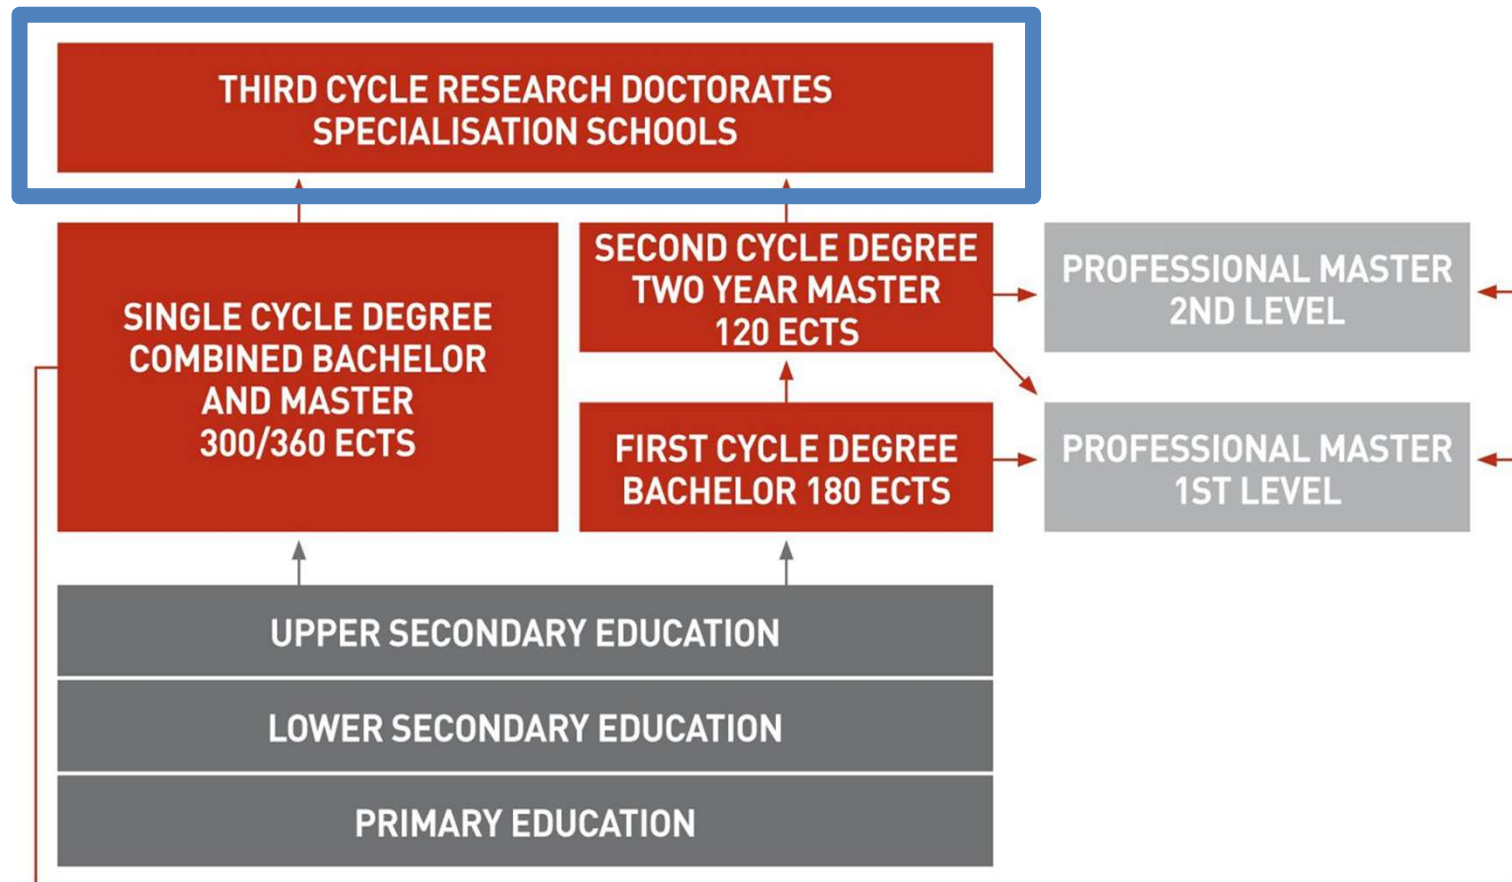 THIRD CYCLE RESEARCH DOCTORATES
SPECIALISATION SCHOOLS
SINGLE CYCLE DEGREE
COMBINED BACHELOR
AND MASTER
300/360 ECTS
SECOND CYCLE DEGREE
TWO YEAR MASTER
120 ECTS
PROFESSIONAL MASTER
2ND LEVEL
FIRST CYCLE DEGREE
BACHELOR 180 ECTS
PROFESSIONAL MASTER
1ST LEVEL
UPPER SECONDARY EDUCATION
LOWER SECONDARY EDUCATION
PRIMARY EDUCATION